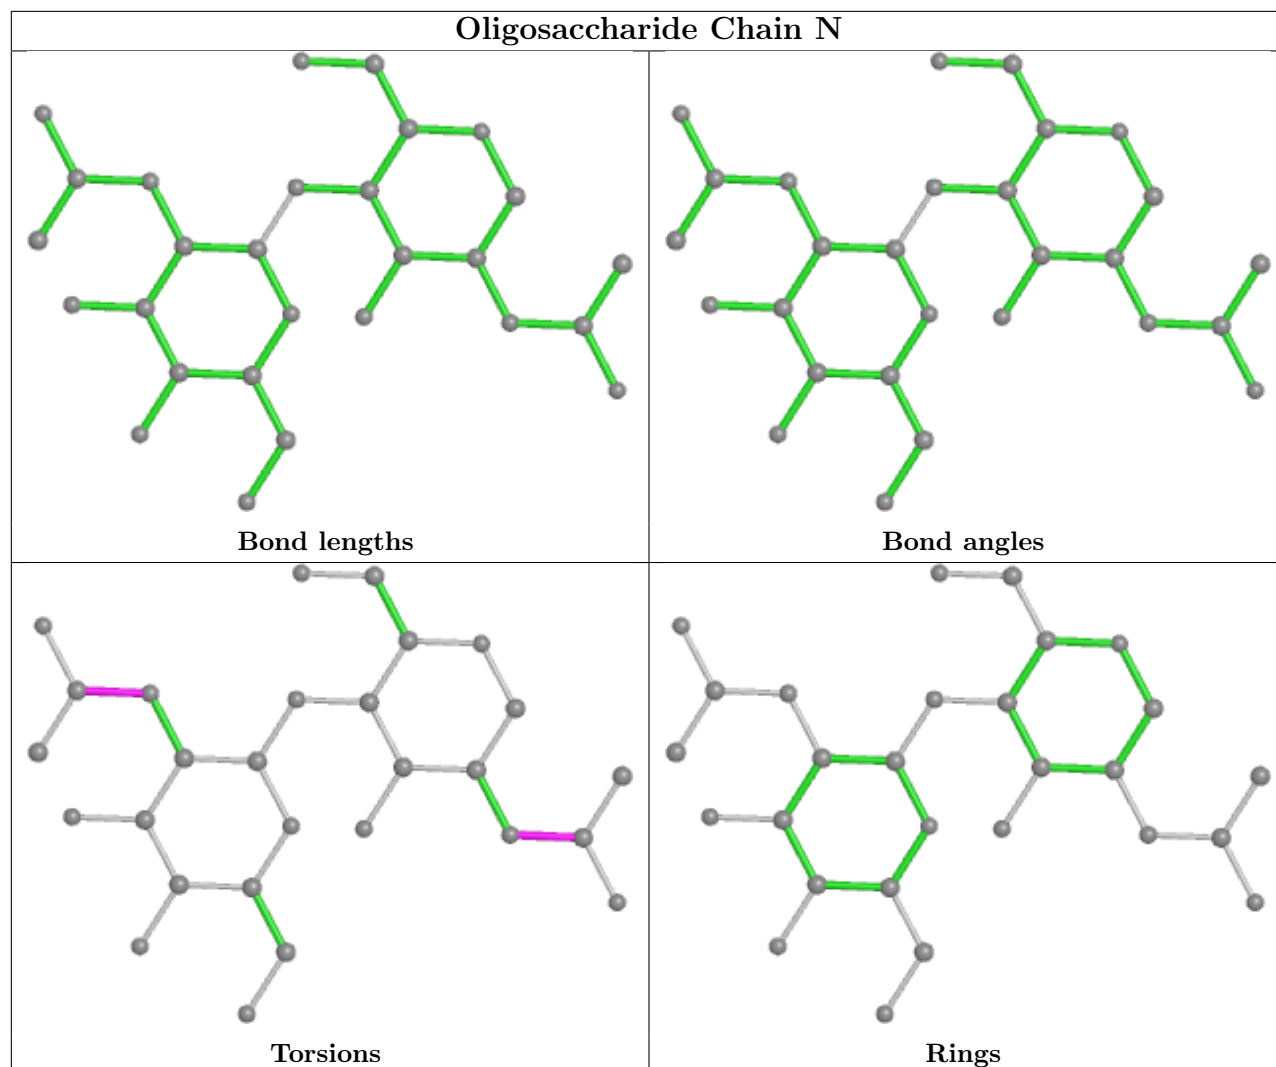 Oligosaccharide Chain N
Bond lengths
Bond angles
Torsions
Rings